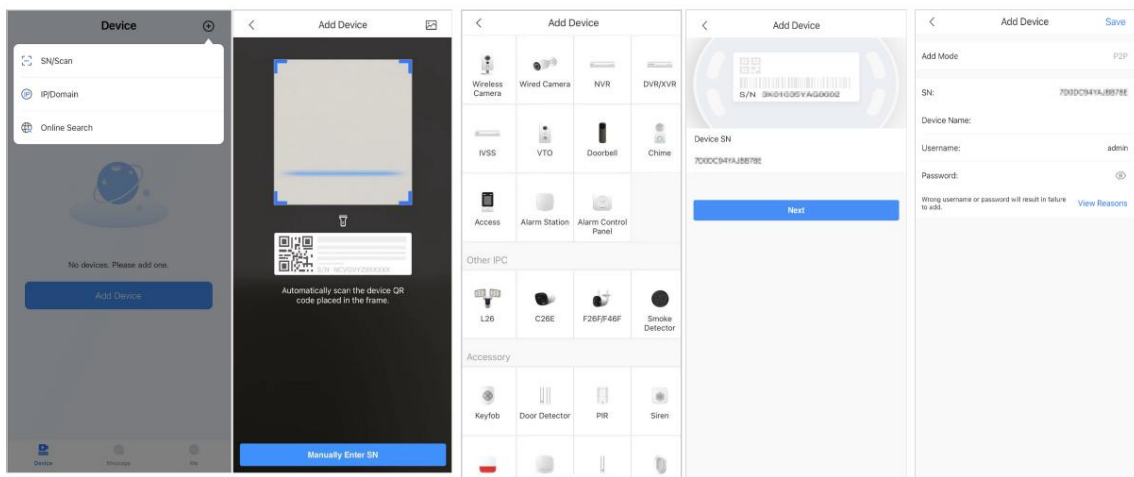 Device
SN/Scan
IP/Domain
Online Search
No devices. Please add one.
Add Device
Device
Message
Me
Add Device
S/N
Automatically scan the device QR
code placed in the frame.
Manually Enter SN
Add Device
Wireless
Camera
Wired Camera
NVR
DVR/XVR
IVSS
VTO
Doorbell
Chime
Access
Alarm Station
Alarm Control
Panel
Other IPC
L26
C26E
F26F/F46F
Smoke
Detector
Accessory
Keyfob
Door Detector
PIR
Siren
Add Device
S/N
Device SN
Next
Add Device
Save
Add Mode
P2P
SN:
Device Name:
Username:
admin
Password:
Wrong username or password will result in failure
to add.
View Reasons